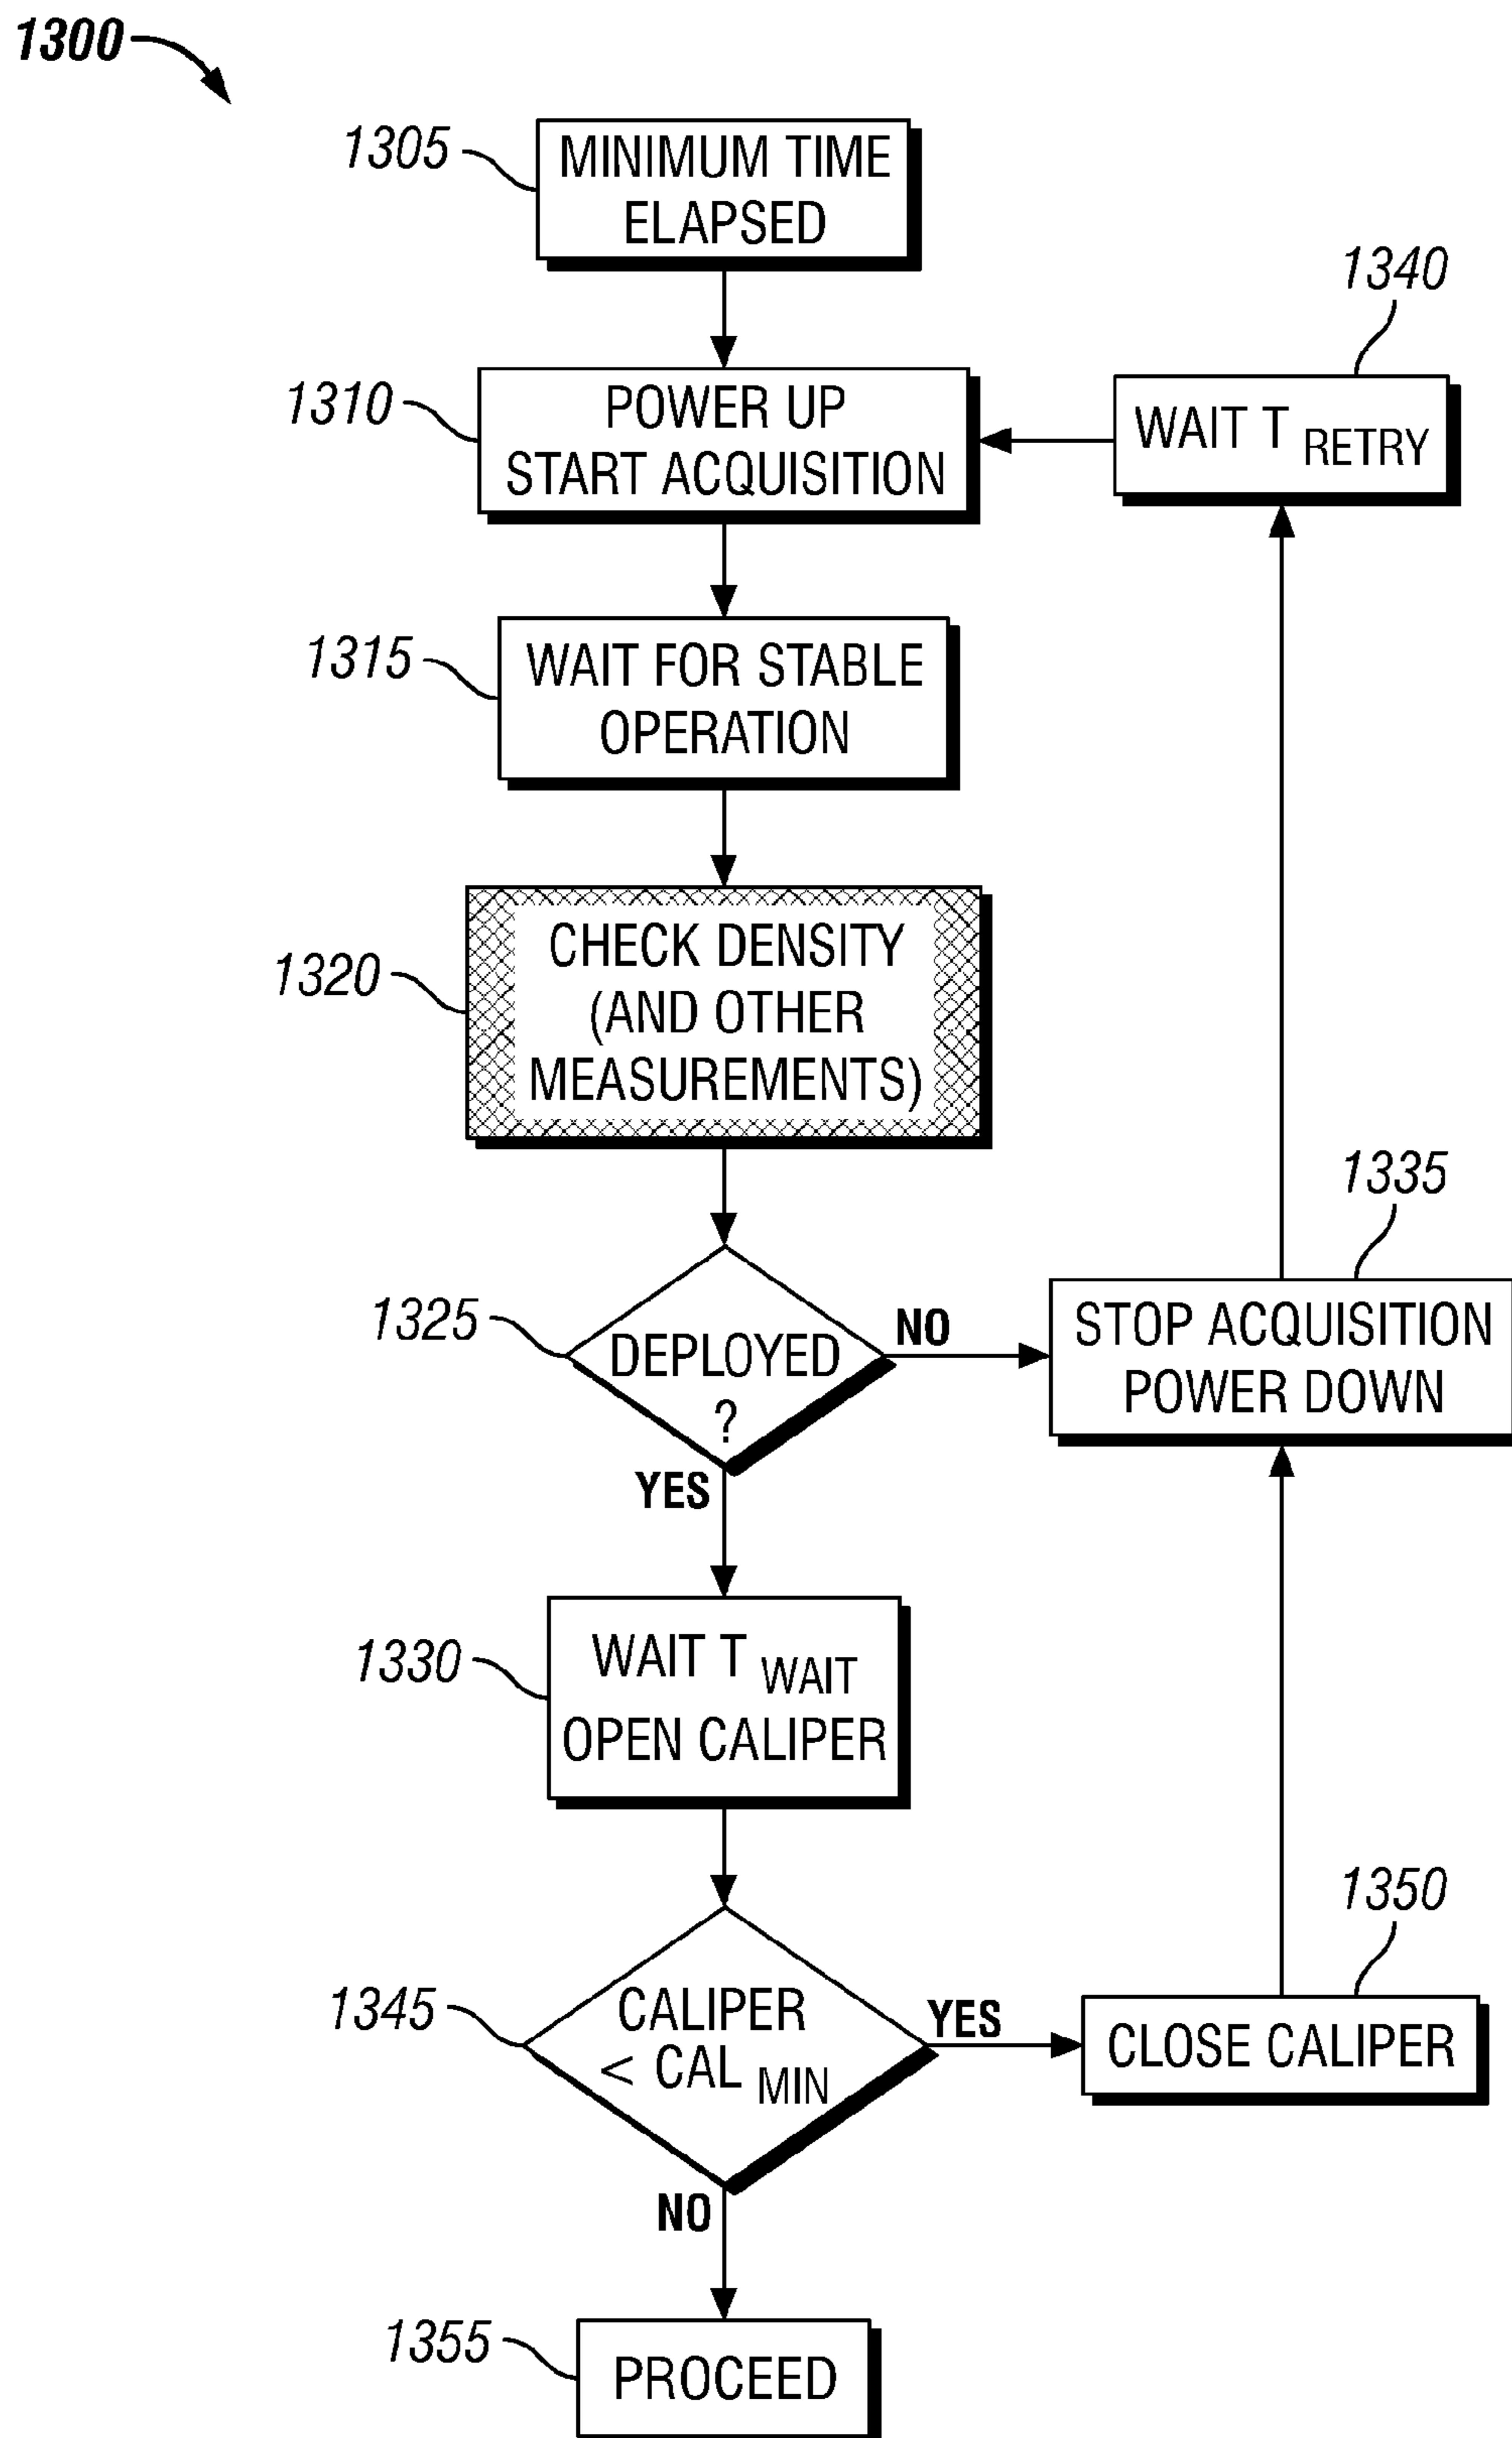 1300
1305
MINIMUM TIME
ELAPSED
1340
1310
POWER UP
START ACQUISITION
WAIT T RETRY
1315
WAIT FOR STABLE
OPERATION
1320
CHECK DENSITY
(AND OTHER
MEASUREMENTS)
1335
1325
DEPLOYED
?
NO
STOP ACQUISITION
POWER DOWN
YES
1330
WAIT T WAIT
OPEN CALIPER
1350
1345
CALIPER
< CAL MIN
YES
CLOSE CALIPER
NO
1355
PROCEED